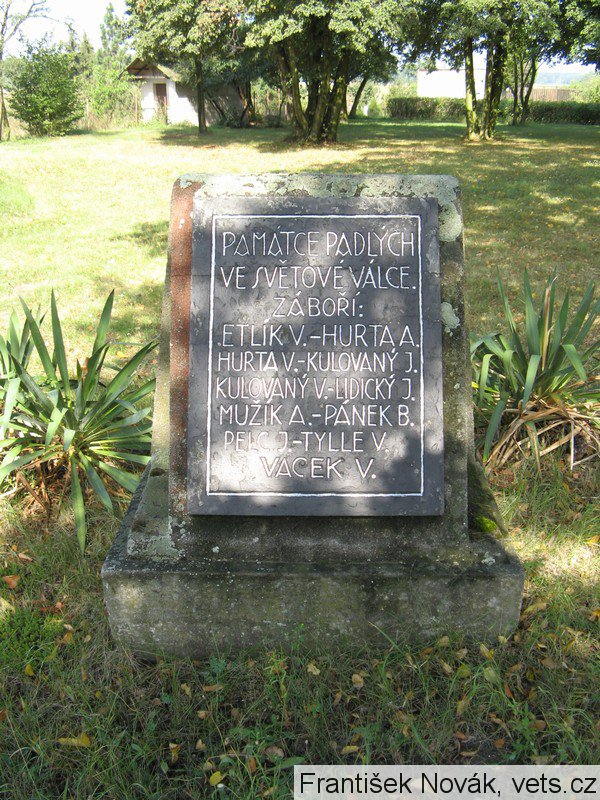 PAMÁTCE PADLÝCH
VE SVĚTOVÉ VÁLCE.
ZÁBOŘÍ:
ETLÍK V.-HURTA A.
HURTA V.-KULOVANÝ J.
KULOVANÝ V.-LIDICKÝ J.
MUŽIK A.-PÁNEK B.
PELC J.-TYLLE V.
VACEK V.
František Novák, vets.cz